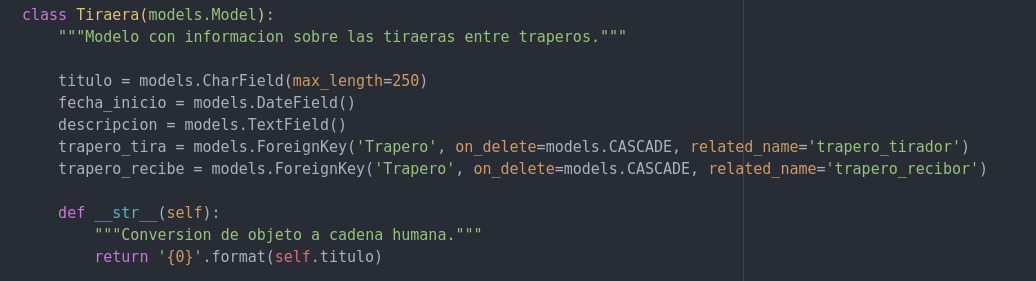 class Tiraera(models.Model):
    """Modelo con informacion sobre las tiraeras entre traperos."""

    titulo = models.CharField(max_length=250)
    fecha_inicio = models.DateField()
    descripcion = models.TextField()
    trapero_tira = models.ForeignKey('Trapero', on_delete=models.CASCADE, related_name='trapero_tirador')
    trapero_recibe = models.ForeignKey('Trapero', on_delete=models.CASCADE, related_name='trapero_recibor')

    def __str__(self):
        """Conversion de objeto a cadena humana."""
        return '{0}'.format(self.titulo)